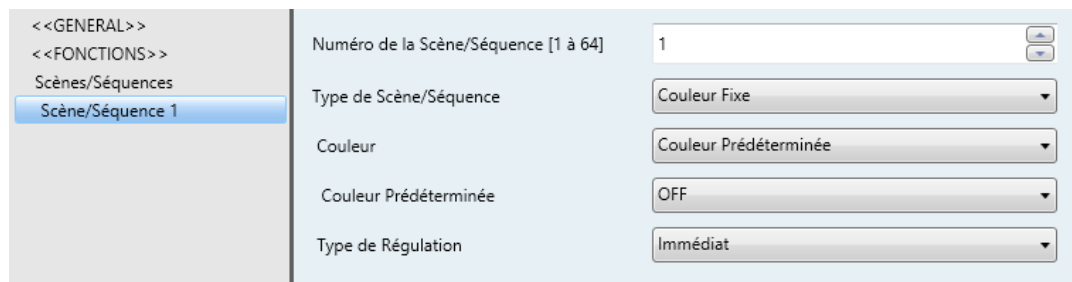 <<GENERAL>>
<<FONCTIONS>>
Scènes/Séquences
Scène/Séquence 1
Numéro de la Scène/Séquence [1 à 64]
1
Type de Scène/Séquence
Couleur Fixe
Couleur
Couleur Prédéterminée
Couleur Prédéterminée
OFF
Type de Régulation
Immédiat